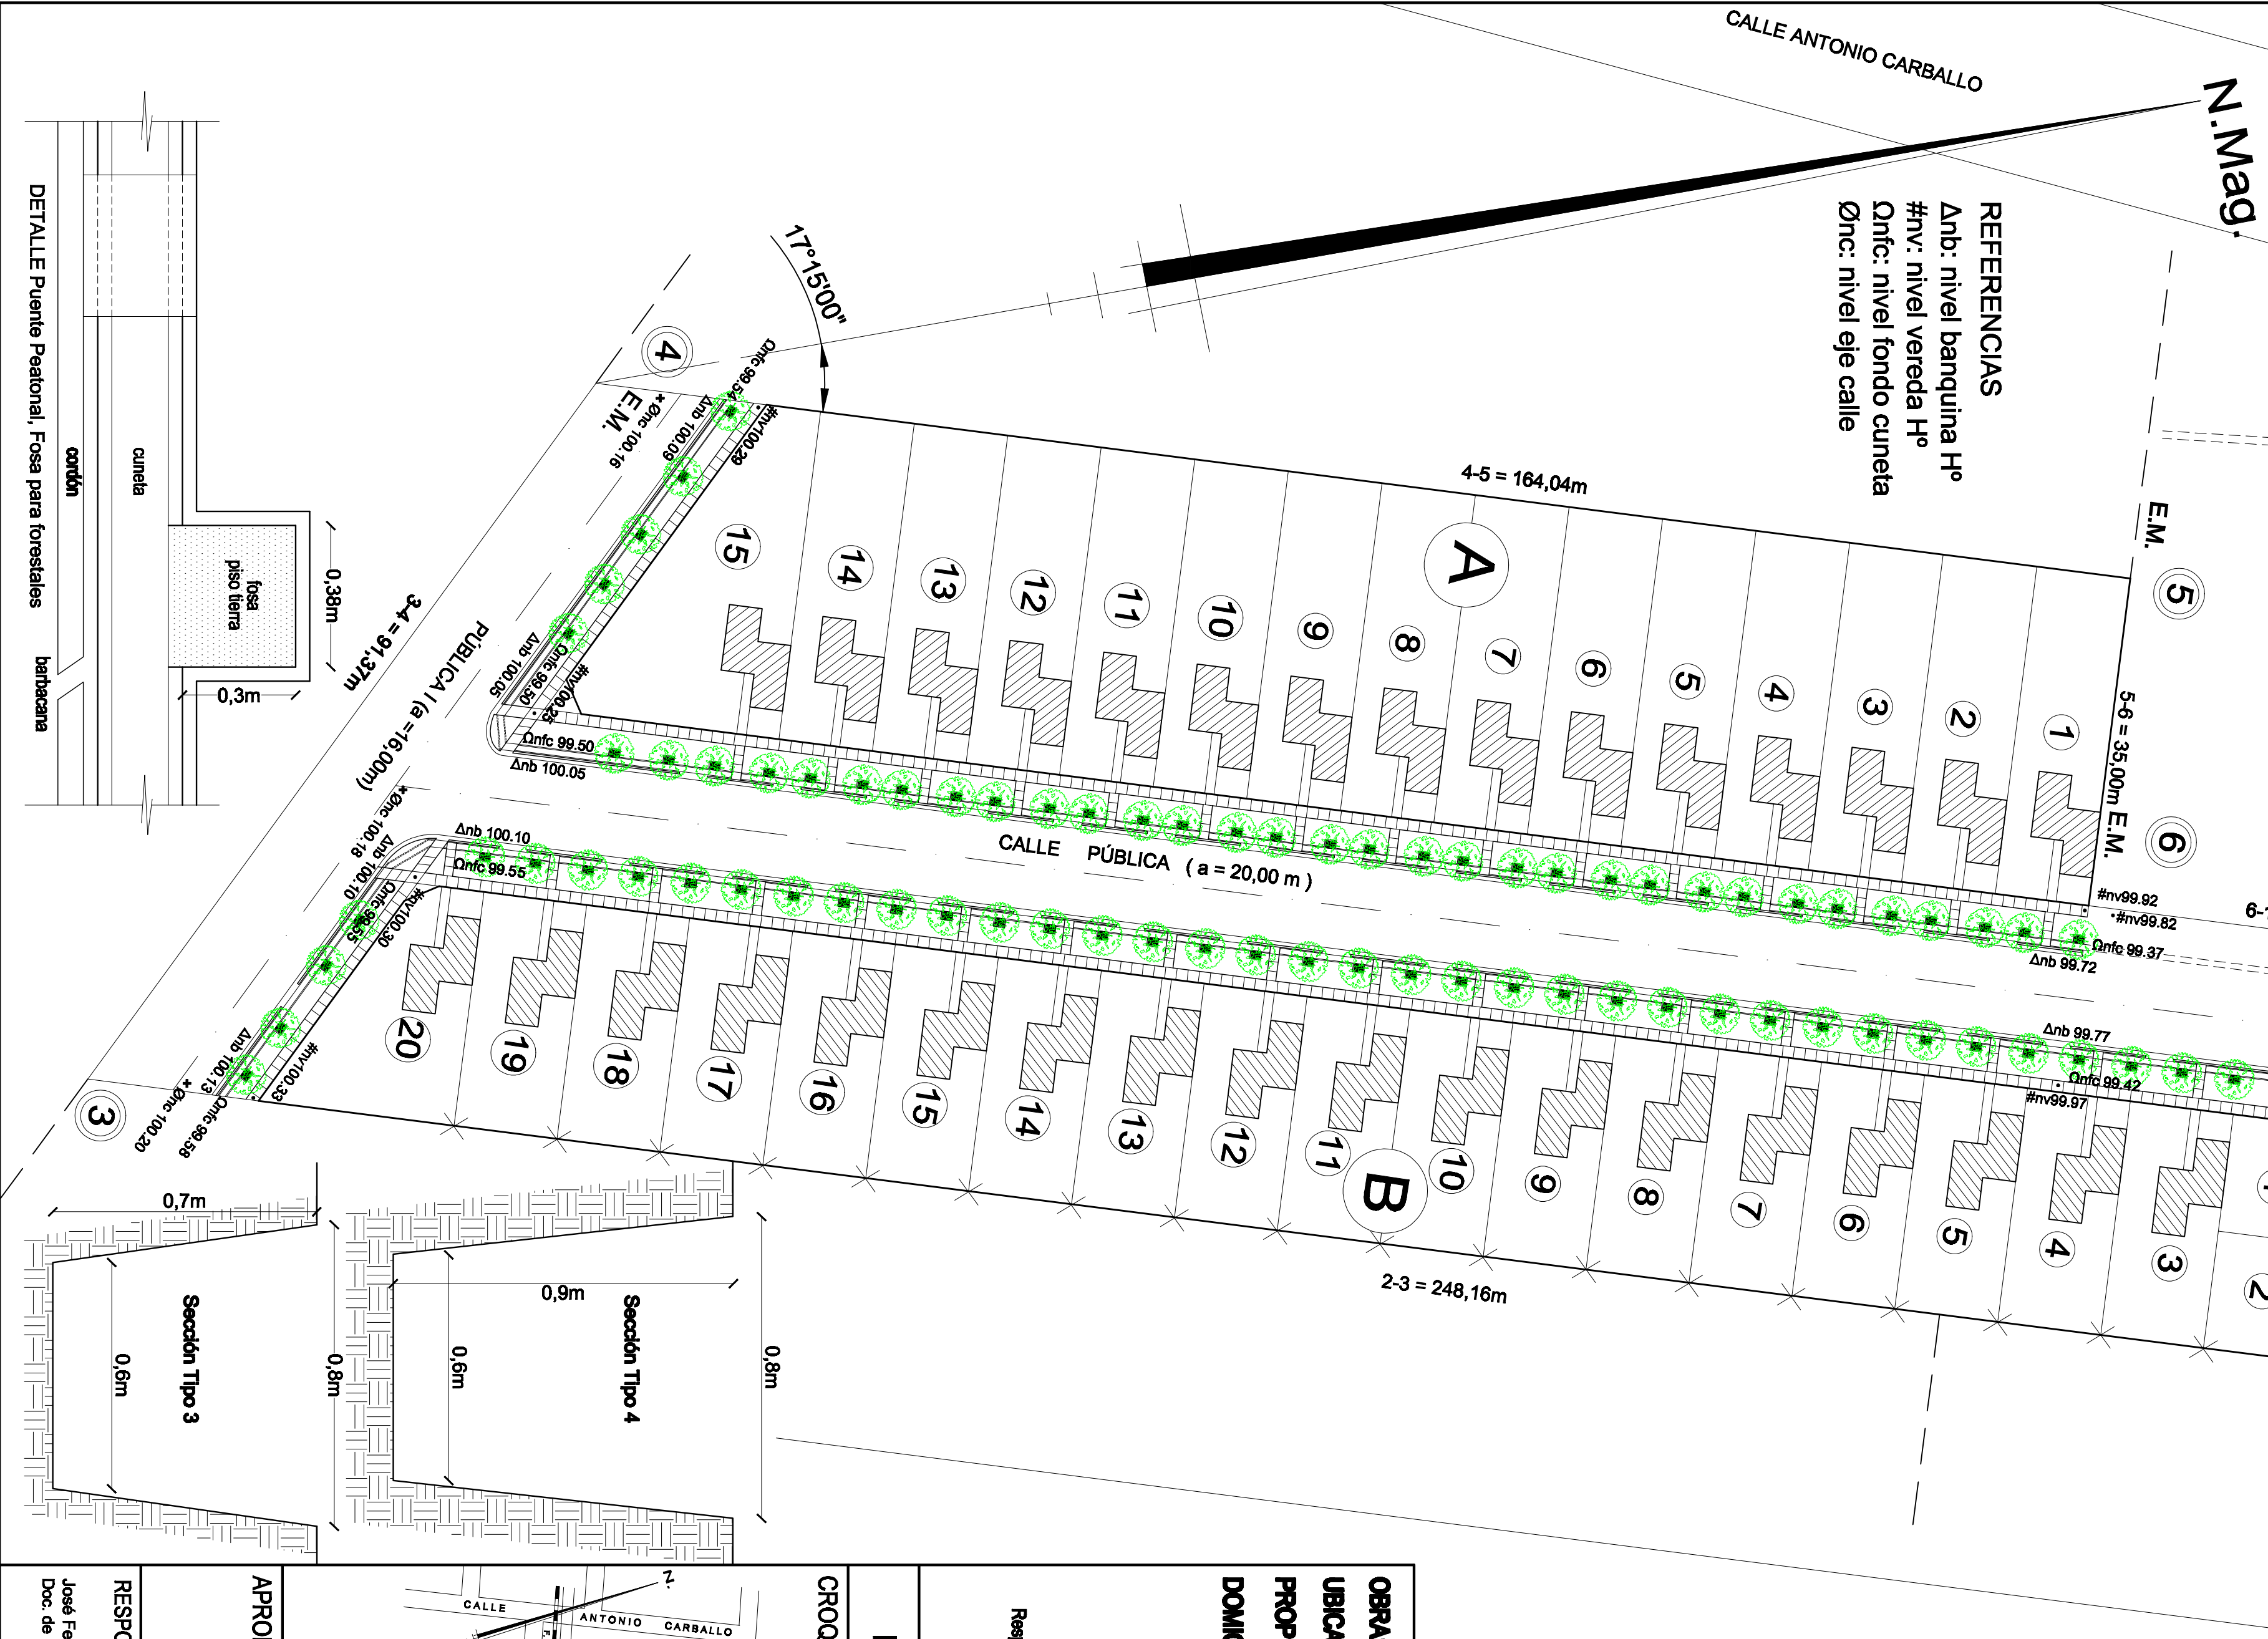 CALLE ANTONIO CARBALLO
N.Mag.
REFERENCIAS
Δnb: nivel banquina Hº
#nv: nivel vereda Hº
Ωnfc: nivel fondo cuneta
Ønc: nivel eje calle
17°15'00"
E.M.
5
5-6 = 35,00m E.M.
6
4-5 = 164,04m
A
15
14
13
12
11
10
9
8
7
6
5
4
3
2
1
4
E.M.
Ωnfc 99.54
#nv100.29
Δnb 100.09
Ønc 100.16
Δnb 100.05
Ωnfc 99.50
#nv100.25
Ωnfc 99.50
Δnb 100.05
3-4 = 91,37m
PÚBLICA I (a =16,00m)
CALLE PÚBLICA ( a = 20,00 m )
#nv99.92
#nv99.82
Ωnfc 99.37
Δnb 99.72
Δnb 99.77
Ωnfc 99.42
#nv99.97
Δnb 100.10
Ωnfc 99.55
Ønc 100.18
Δnb 100.10
Ωnfc 99.55
#nv100.30
Δnb 100.13
#nv100.33
Ønc 100.20
Ωnfc 99.58
3
20
19
18
17
16
15
14
13
12
11
B
10
9
8
7
6
5
4
3
2
2-3 = 248,16m
DETALLE Puente Peatonal, Fosa para forestales
cordón
barbacana
cuneta
fosa
piso tierra
0,38m
0,3m
0,7m
0,6m
0,8m
Sección Tipo 3
0,9m
0,6m
0,8m
Sección Tipo 4
CALLE
ANTONIO CARBALLO
N.